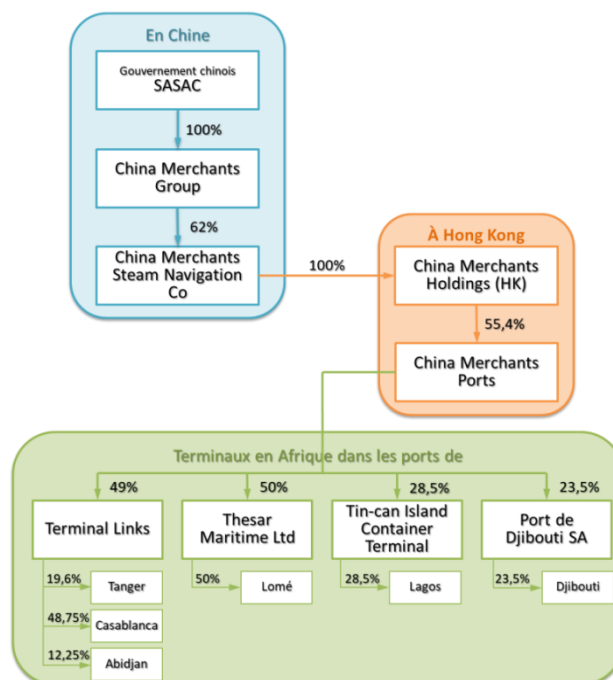 En Chine
Gouvernement chinois
SASAC
100%
China Merchants
Group
62%
China Merchants
Steam Navigation
Co
100%
À Hong Kong
China Merchants
Holdings (HK)
55,4%
China Merchants
Ports
Terminaux en Afrique dans les ports de
49%
50%
28,5%
23,5%
Terminal Links
Thesar
Maritime Ltd
Tin-can Island
Container
Terminal
Port de
Djibouti SA
19,6%
Tanger
50%
Lomé
28,5%
Lagos
23,5%
Djibouti
48,75%
Casablanca
12,25%
Abidjan